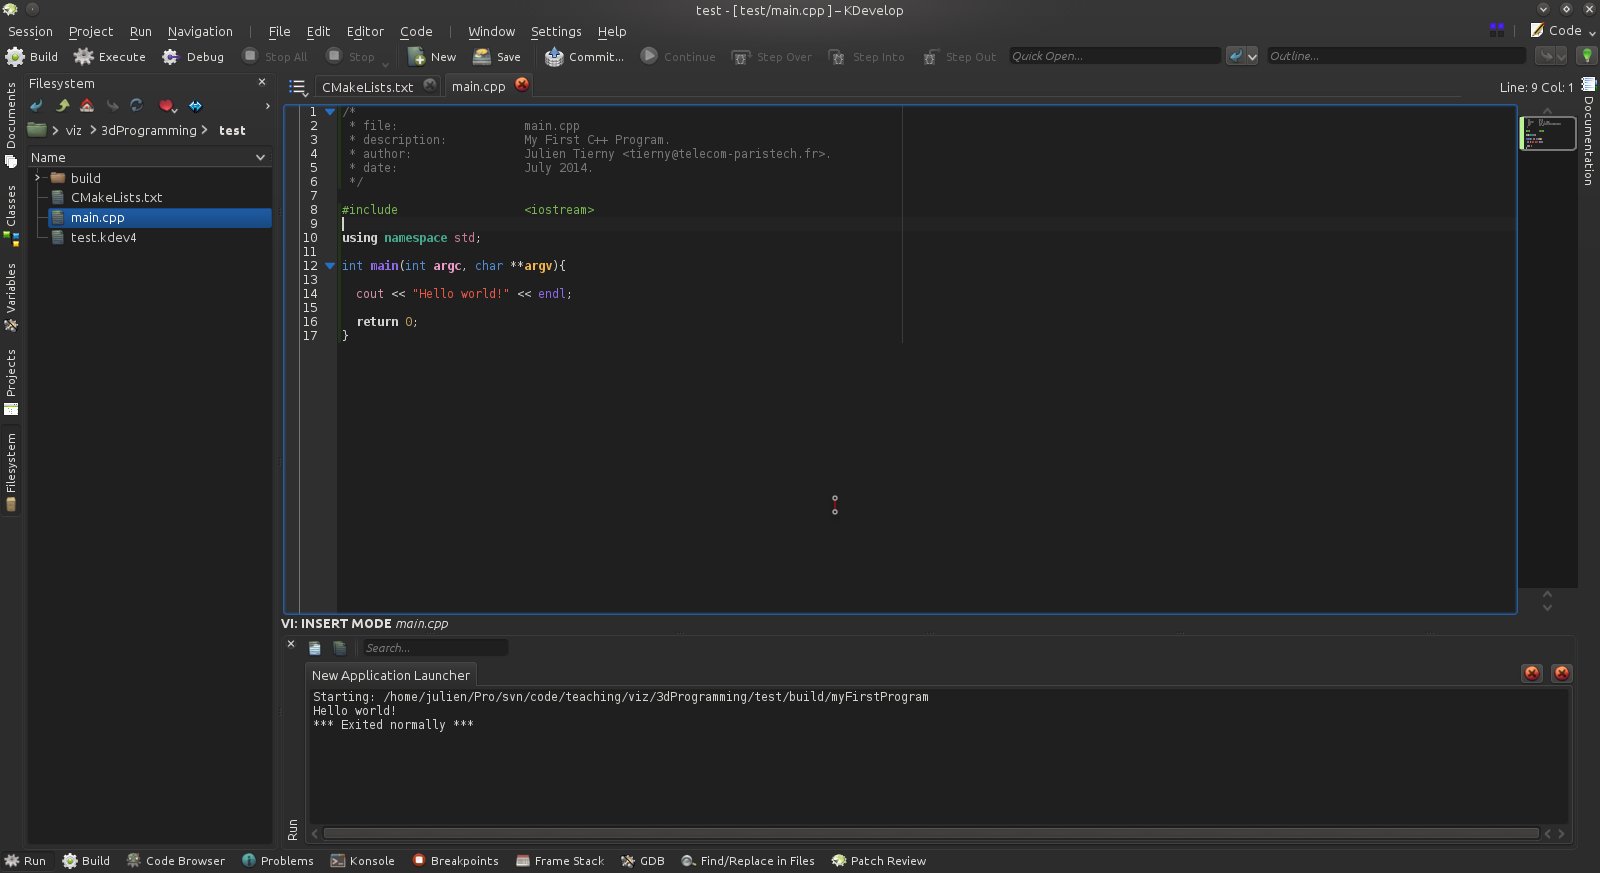 test - [ test/main.cpp ] – KDevelop
Session Project Run Navigation | File Edit Editor Code | Window Settings Help | Code
Build Execute Debug Stop All Stop New Save Commit... Continue Step Over Step Into Step Out Quick Open... Outline...
Filesystem
viz 3dProgramming test
Name
build
CMakeLists.txt
main.cpp
test.kdev4
Documents
Classes
Variables
Projects
Filesystem
CMakeLists.txt main.cpp Line: 9 Col: 1
Documentation
1 /*
2  * file:                  main.cpp
3  * description:           My First C++ Program.
4  * author:                Julien Tierny <tierny@telecom-paristech.fr>.
5  * date:                  July 2014.
6  */
7
8 #include                  <iostream>
9
10 using namespace std;
11
12 int main(int argc, char **argv){
13
14   cout << "Hello world!" << endl;
15
16   return 0;
17 }
VI: INSERT MODE main.cpp
Search...
New Application Launcher
Starting: /home/julien/Pro/svn/code/teaching/viz/3dProgramming/test/build/myFirstProgram
Hello world!
*** Exited normally ***
Run
Run Build Code Browser Problems Konsole Breakpoints Frame Stack GDB Find/Replace in Files Patch Review